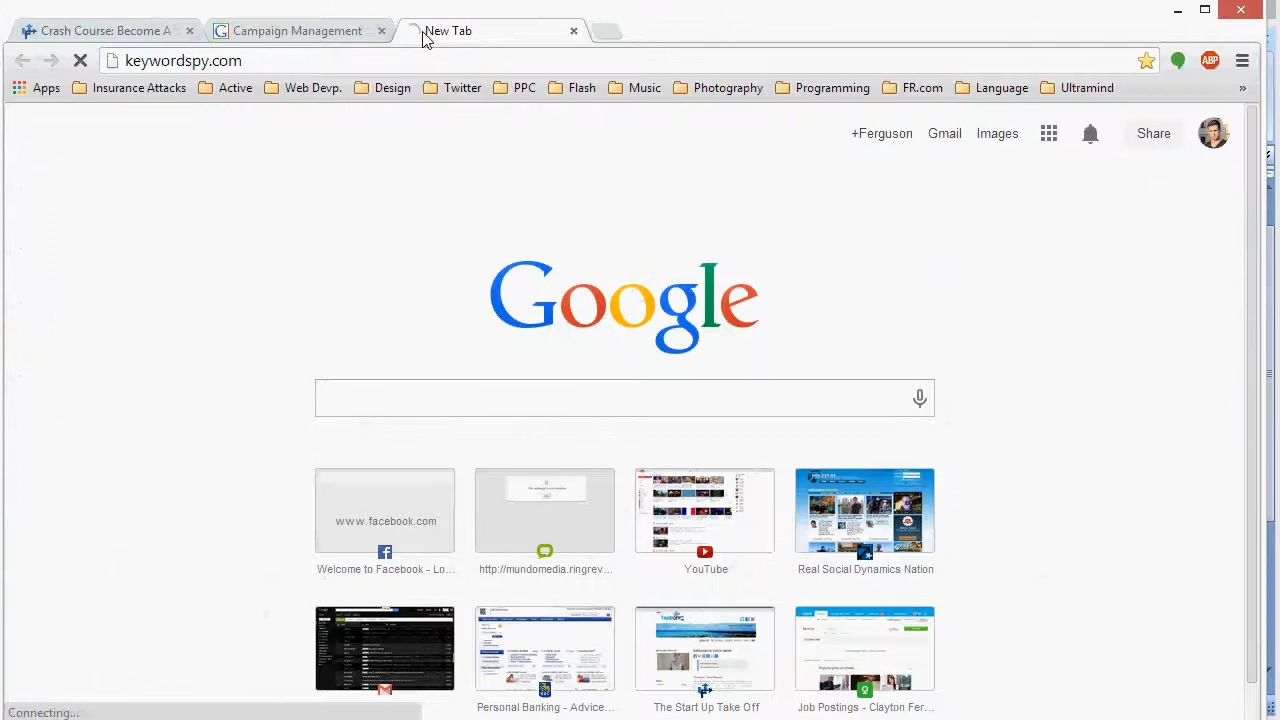 Crash Course: Become A
Campaign Management
New Tab
keywordspy.com
ABP
Apps
Insurance Attacks
Active
Web Devp.
Design
Twitter
PPC
Flash
Music
Photography
Programming
FR.com
Language
Ultramind
»
+Ferguson
Gmail
Images
Share
Google
www.facebook.com
Welcome to Facebook - Lo...
http://mundomedia.ringrev...
YouTube
Real Social Dynamics Nation
Personal Banking - Advice...
The Start Up Take Off
Job Postings - Clayton Fer...
Connecting...